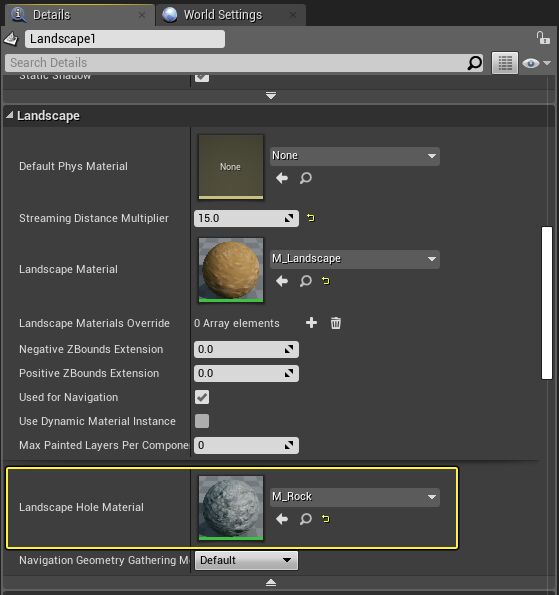 Details
World Settings
Landscape1
Search Details
Static Shadow
Landscape
Default Phys Material
None
None
Streaming Distance Multiplier
15.0
Landscape Material
M_Landscape
Landscape Materials Override
0 Array elements
Negative ZBounds Extension
0.0
Positive ZBounds Extension
0.0
Used for Navigation
Use Dynamic Material Instance
Max Painted Layers Per Compone
0
Landscape Hole Material
M_Rock
Navigation Geometry Gathering M
Default